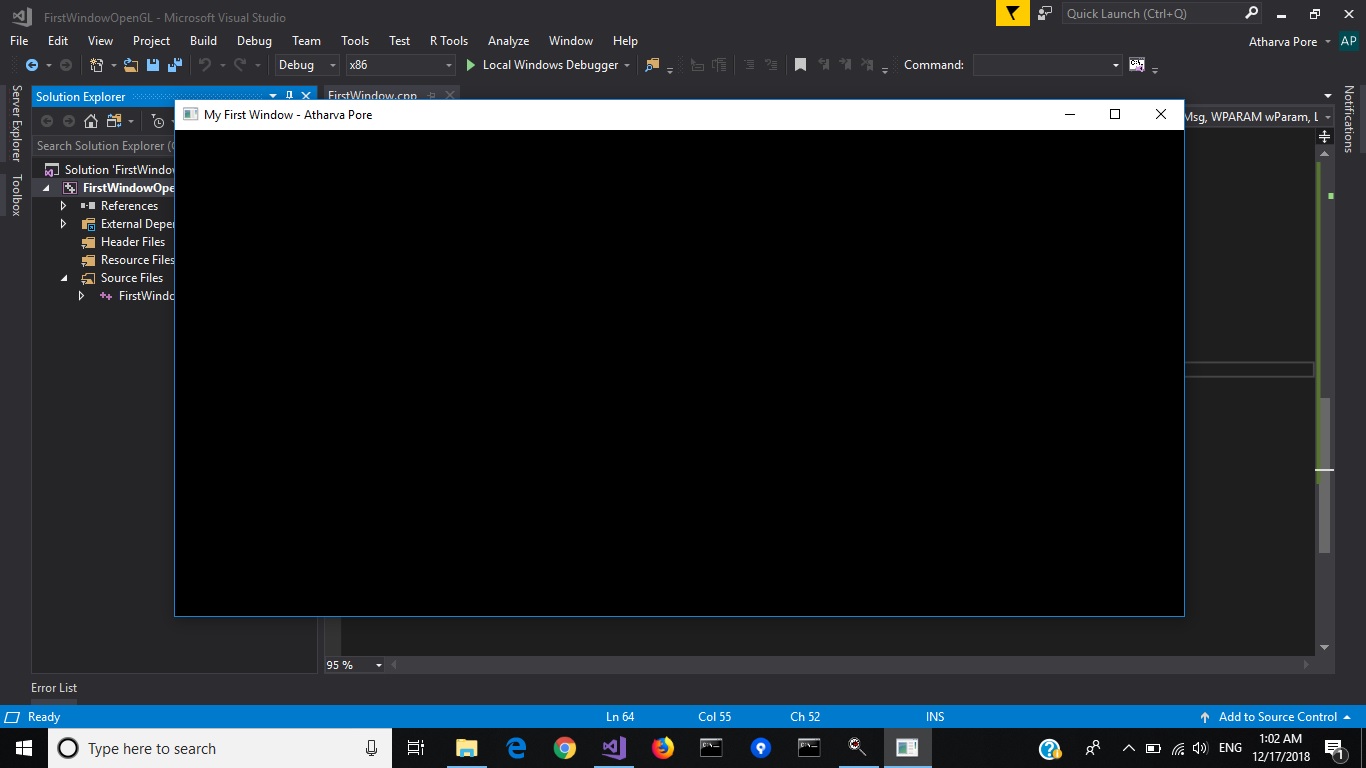 FirstWindowOpenGL - Microsoft Visual Studio
Quick Launch (Ctrl+Q)
File Edit View Project Build Debug Team Tools Test R Tools Analyze Window Help
Atharva Pore AP
Debug x86 Local Windows Debugger Command:
Server Explorer
Toolbox
Solution Explorer
FirstWindow.cpp
Notifications
My First Window - Atharva Pore
Msg, WPARAM wParam, L
Search Solution Explorer (C
Solution 'FirstWindow
FirstWindowOpe
References
External Deper
Header Files
Resource Files
Source Files
FirstWindo
95 %
Error List
Ready Ln 64 Col 55 Ch 52 INS Add to Source Control
Type here to search
ENG
1:02 AM
12/17/2018
1